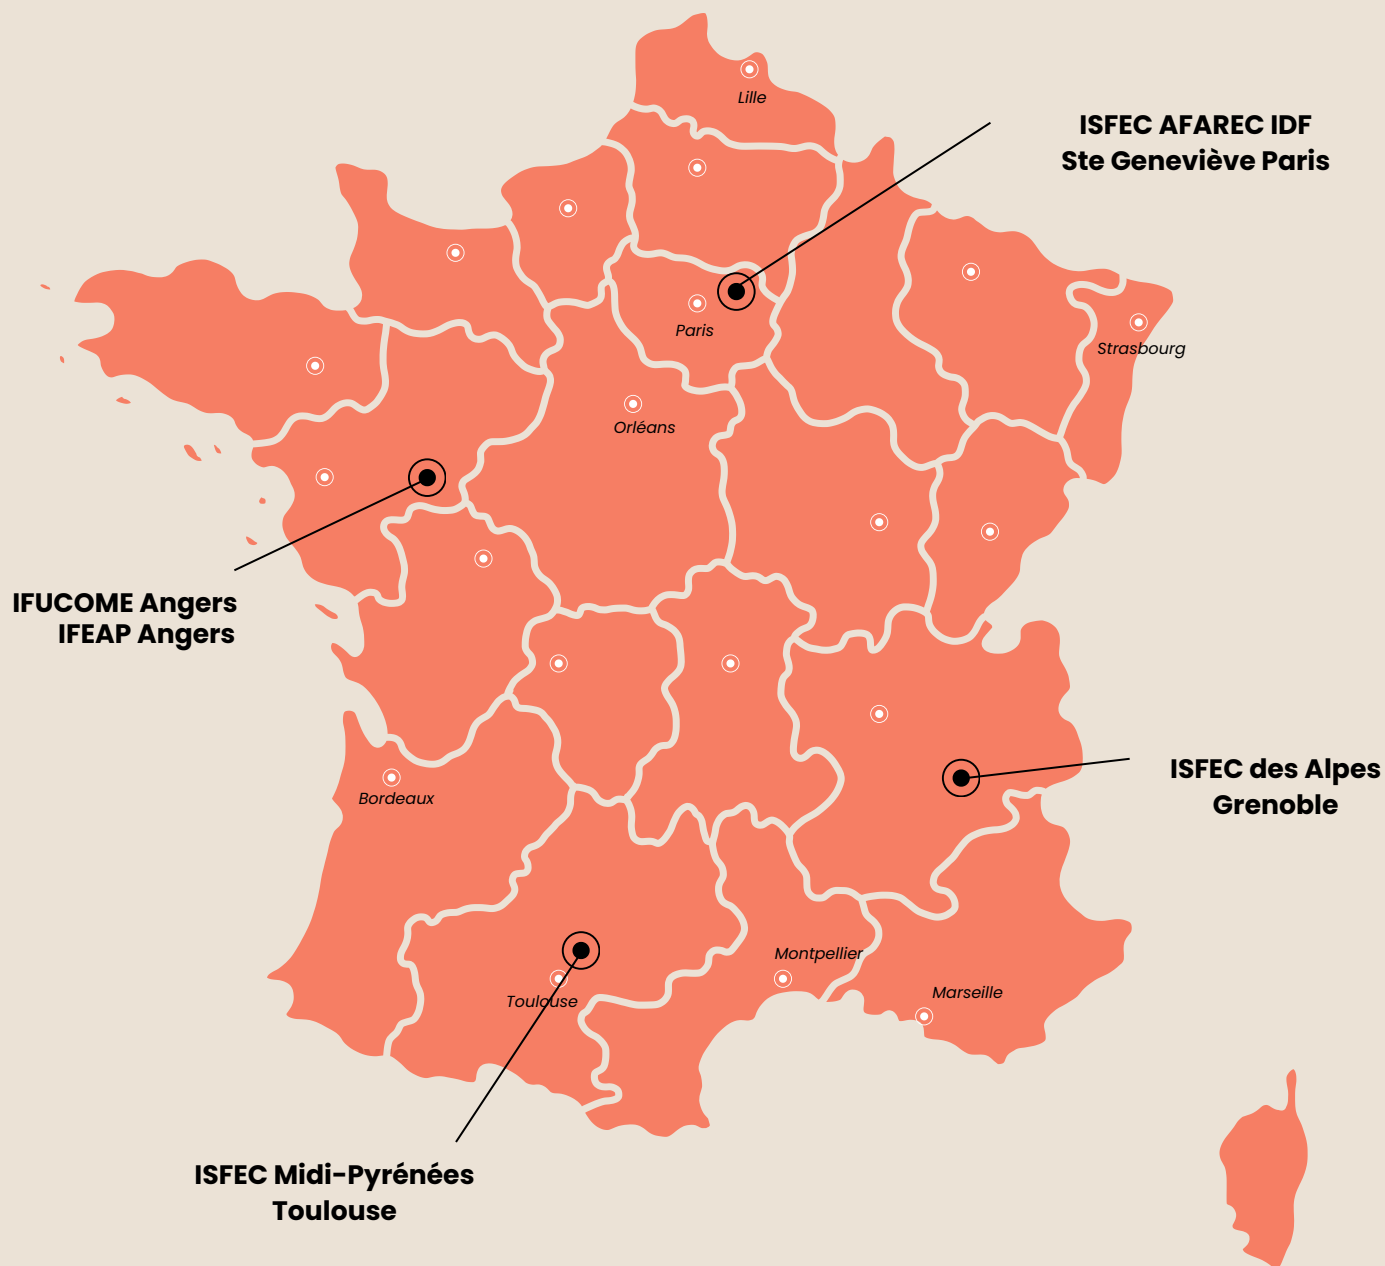 Lille
ISFEC AFAREC IDF
Ste Geneviève Paris
Paris
Strasbourg
Orléans
IFUCOME Angers
IFEAP Angers
ISFEC des Alpes
Grenoble
Bordeaux
Montpellier
Marseille
Toulouse
ISFEC Midi-Pyrénées
Toulouse